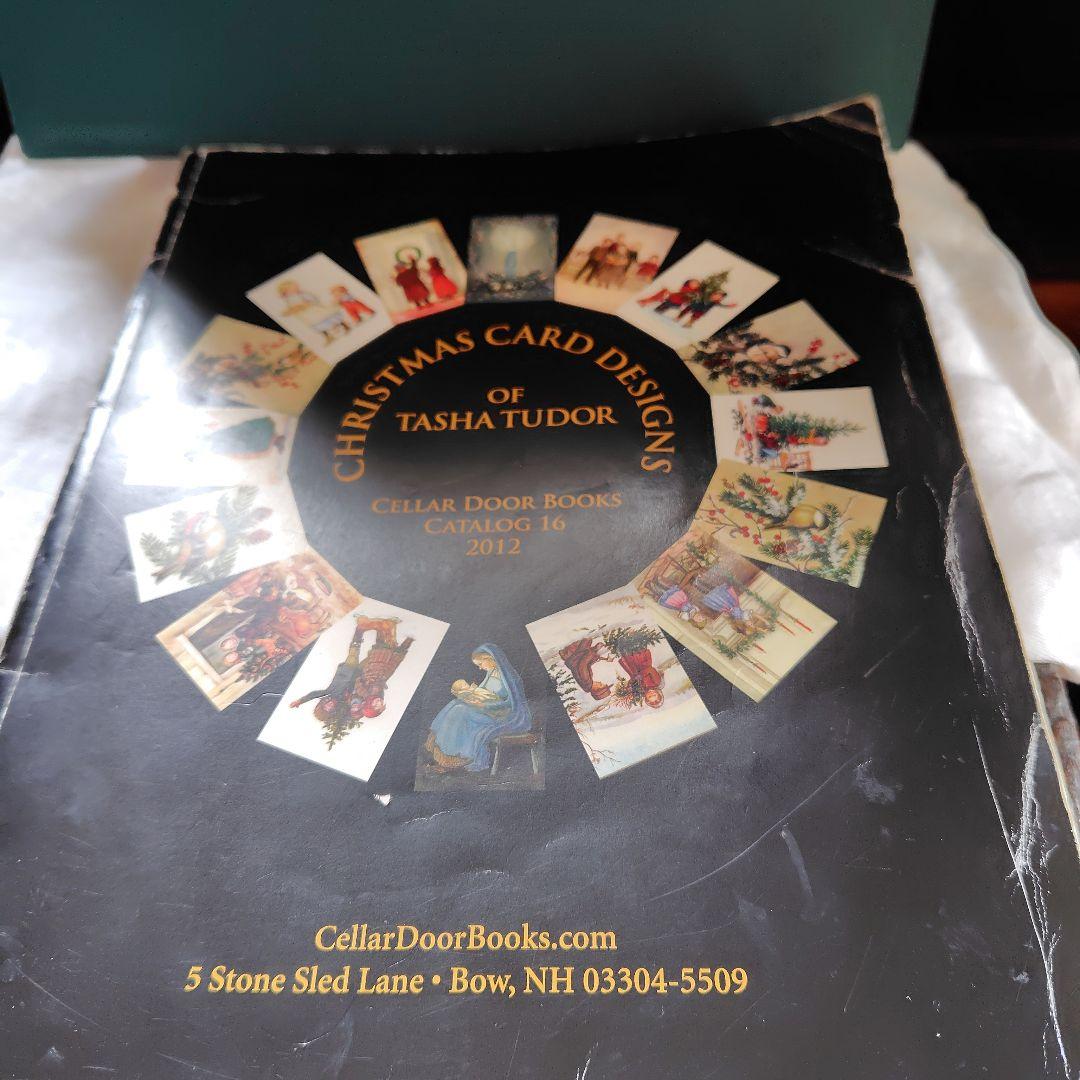 CHRISTMAS CARD DESIGNS
OF
TASHA TUDOR
CELLAR DOOR BOOKS
CATALOG 16
2012
CellarDoorBooks.com
5 Stone Sled Lane • Bow, NH 03304-5509